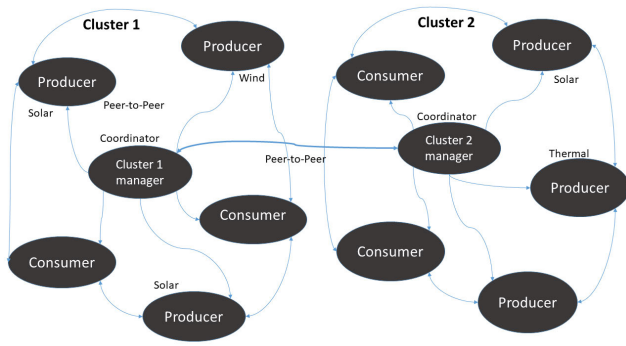 Cluster 1
Producer
Wind
Producer
Solar
Peer-to-Peer
Coordinator
Cluster 1
manager
Consumer
Consumer
Solar
Producer
Peer-to-Peer
Cluster 2
Producer
Solar
Consumer
Coordinator
Cluster 2
manager
Thermal
Producer
Consumer
Producer